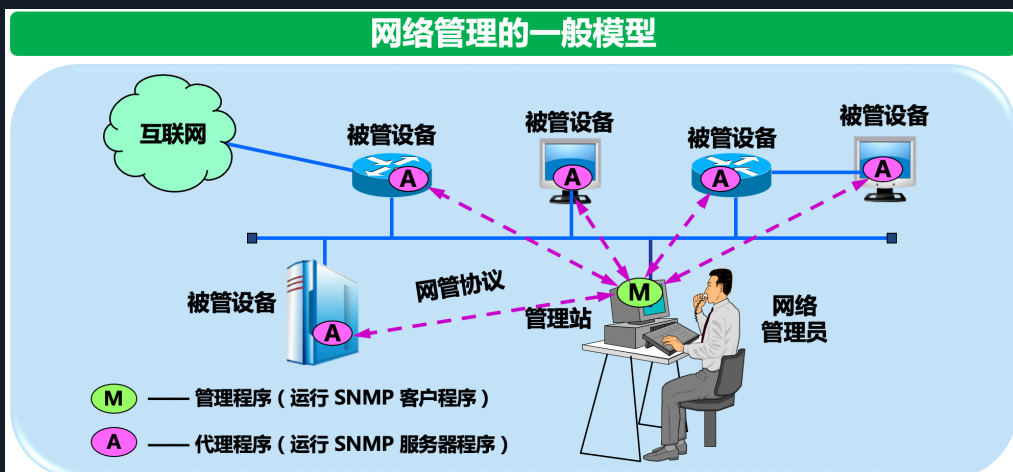 网络管理的一般模型
互联网
被管设备
被管设备
被管设备
被管设备
A
A
A
A
被管设备
A
网管协议
管理站
M
网络
管理员
M —— 管理程序（运行 SNMP 客户程序）
A —— 代理程序（运行 SNMP 服务器程序）